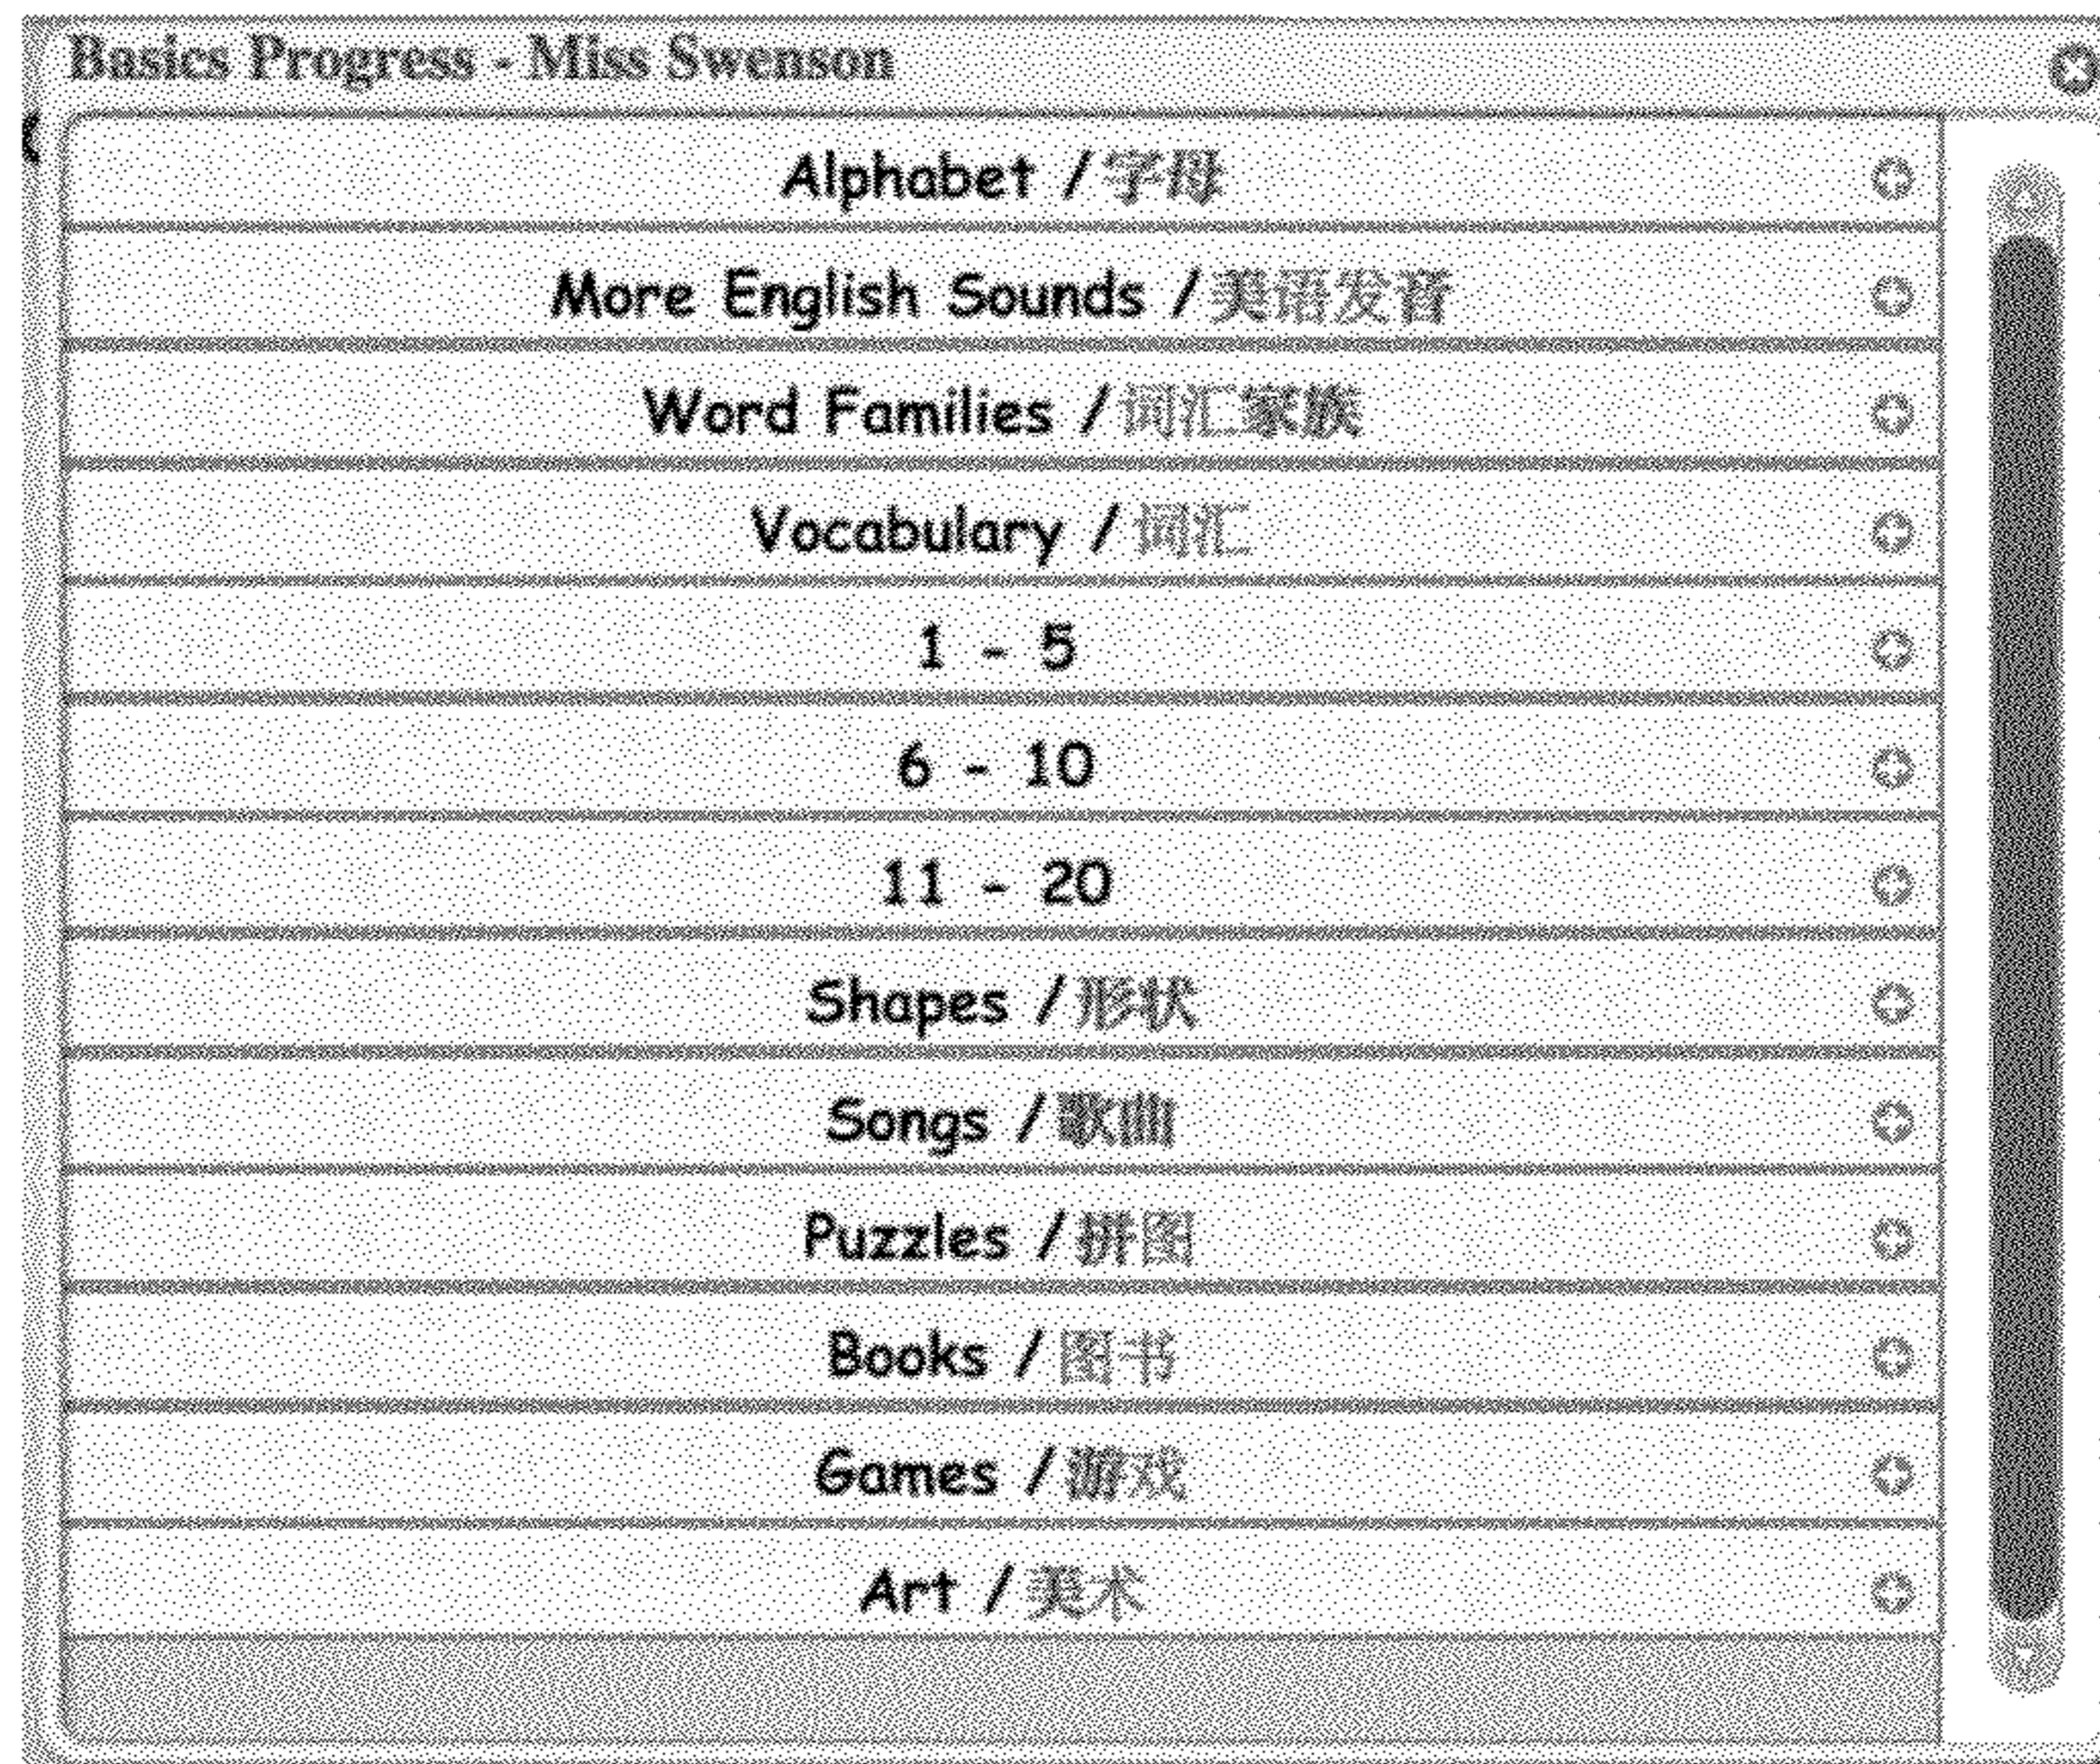 Basics Progress - Miss Swenson
Alphabet / 字母
More English Sounds / 美语发音
Word Families / 词汇家族
Vocabulary / 词汇
1 - 5
6 - 10
11 - 20
Shapes / 形状
Songs / 歌曲
Puzzles / 拼图
Books / 图书
Games / 游戏
Art / 美术